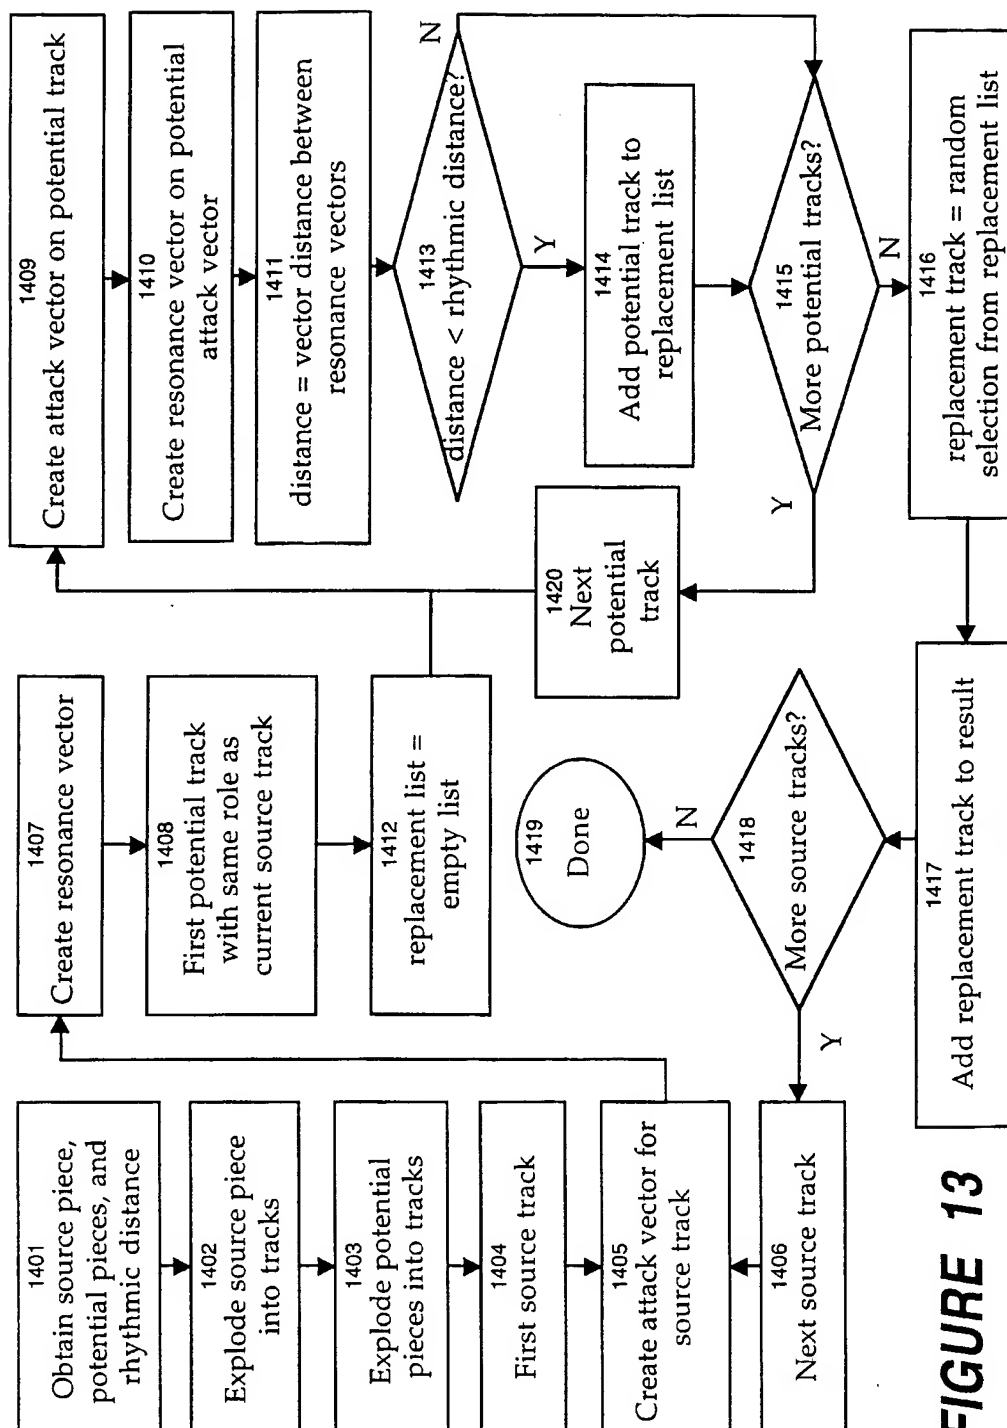 1401
Obtain source piece,
potential pieces, and
rhythmic distance
1402
Explode source piece
into tracks
1403
Explode potential
pieces into tracks
1404
First source track
1405
Create attack vector for
source track
1406
Next source track
1407
Create resonance vector
1408
First potential track
with same role as
current source track
1412
replacement list =
empty list
1419
Done
N
1418
More source tracks?
Y
1417
Add replacement track to result
1409
Create attack vector on potential track
1410
Create resonance vector on potential
attack vector
1411
distance = vector distance between
resonance vectors
1413
distance < rhythmic distance?
N
Y
1414
Add potential track to
replacement list
1420
Next
potential
track
1415
More potential tracks?
Y
N
1416
replacement track = random
selection from replacement list
FIGURE 13